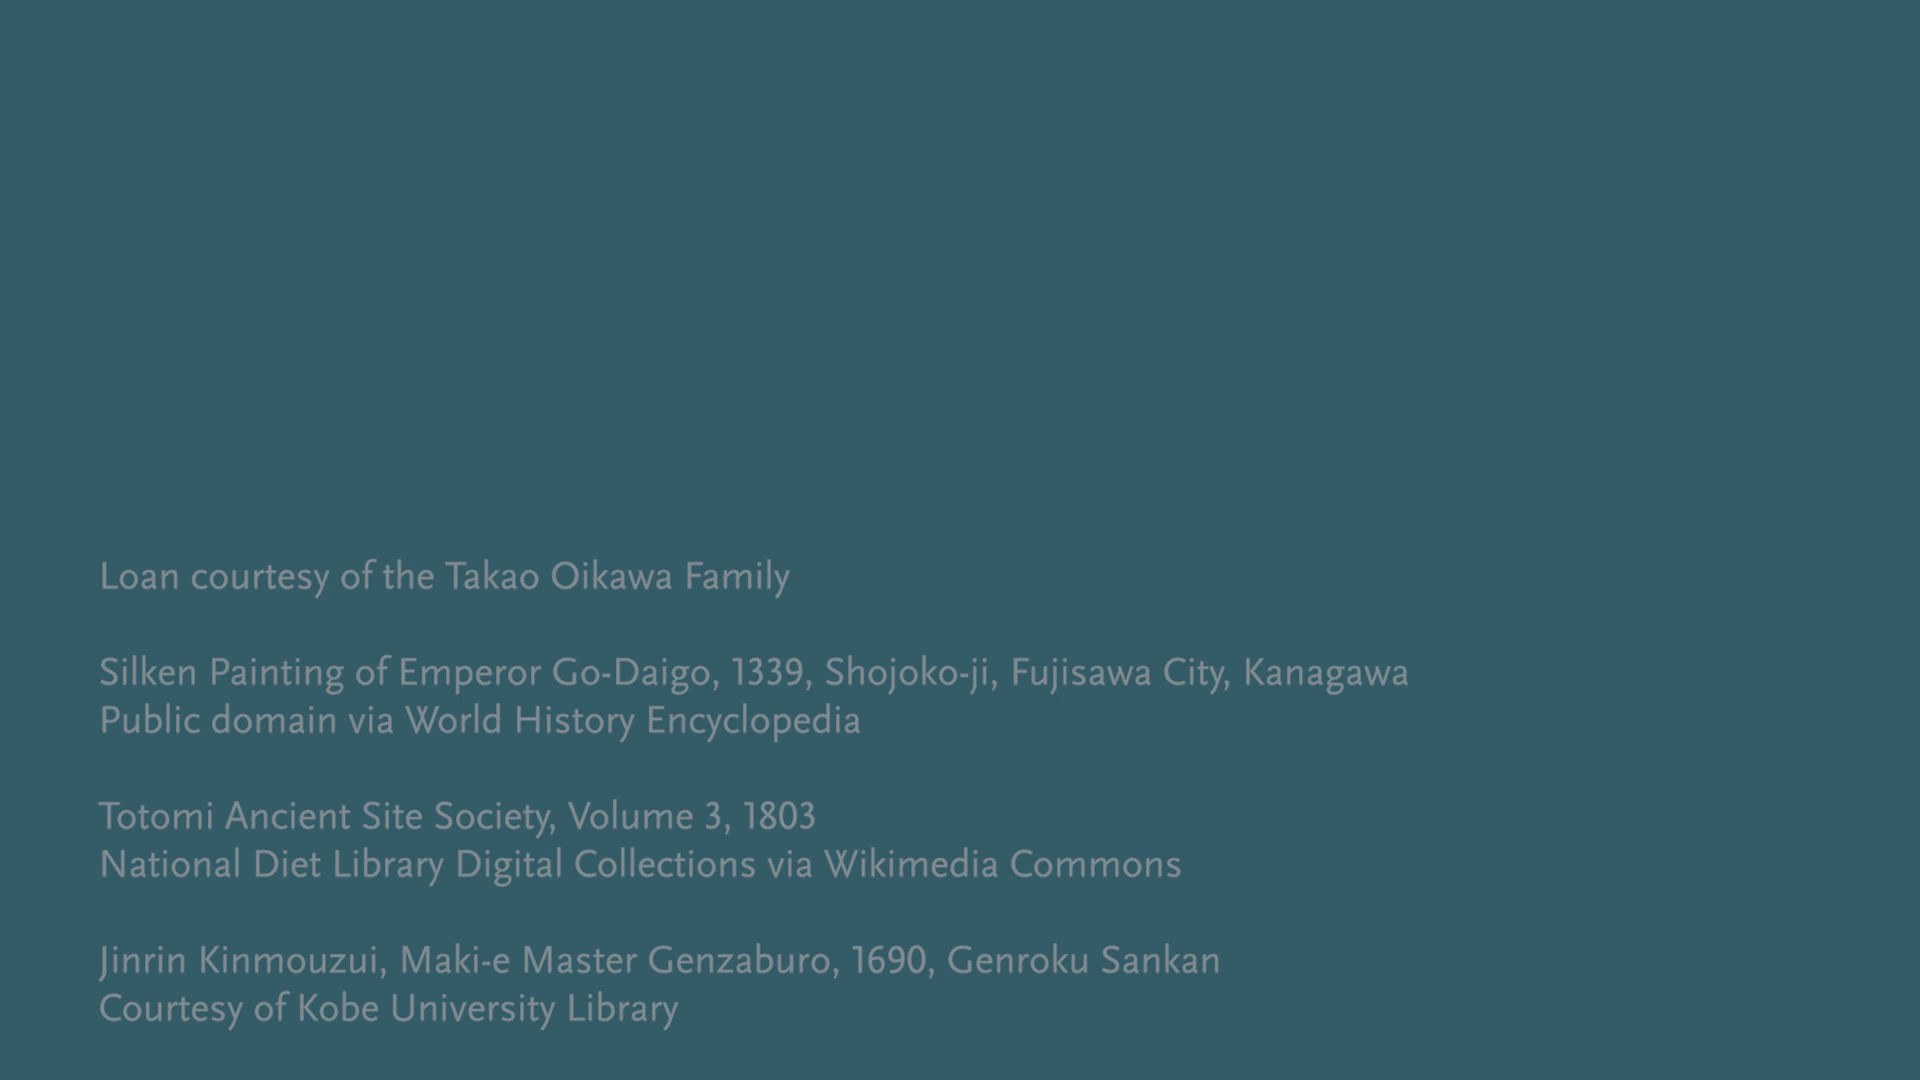 Loan courtesy of the Takao Oikawa Family
Silken Painting of Emperor Go-Daigo, 1339, Shojoko-ji, Fujisawa City, Kanagawa
Public domain via World History Encyclopedia
Totomi Ancient Site Society, Volume 3, 1803
National Diet Library Digital Collections via Wikimedia Commons
Jinrin Kinmouzui, Maki-e Master Genzaburo, 1690, Genroku Sankan
Courtesy of Kobe University Library